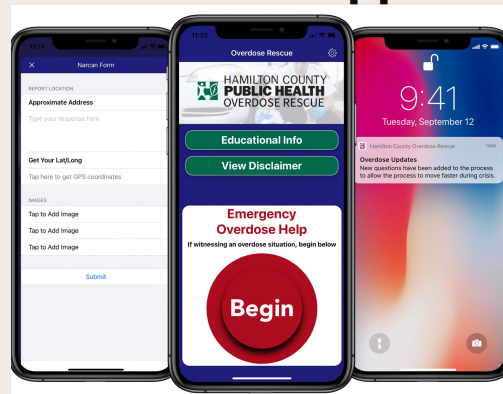 11:24
Narcan Form
REPORT LOCATION
Approximate Address
Type your response here
Get Your Lat/Long
Tap here to get GPS coordinates
IMAGES
Tap to Add Image
Tap to Add Image
Tap to Add Image
Submit
11:23
Overdose Rescue
HAMILTON COUNTY
PUBLIC HEALTH
OVERDOSE RESCUE
Educational Info
View Disclaimer
Emergency
Overdose Help
If witnessing an overdose situation, begin below
Begin
9:41
Tuesday, September 12
Hamilton County Overdose Rescue now
Overdose Updates
New questions have been added to the process
to allow the process to move faster during crisis.